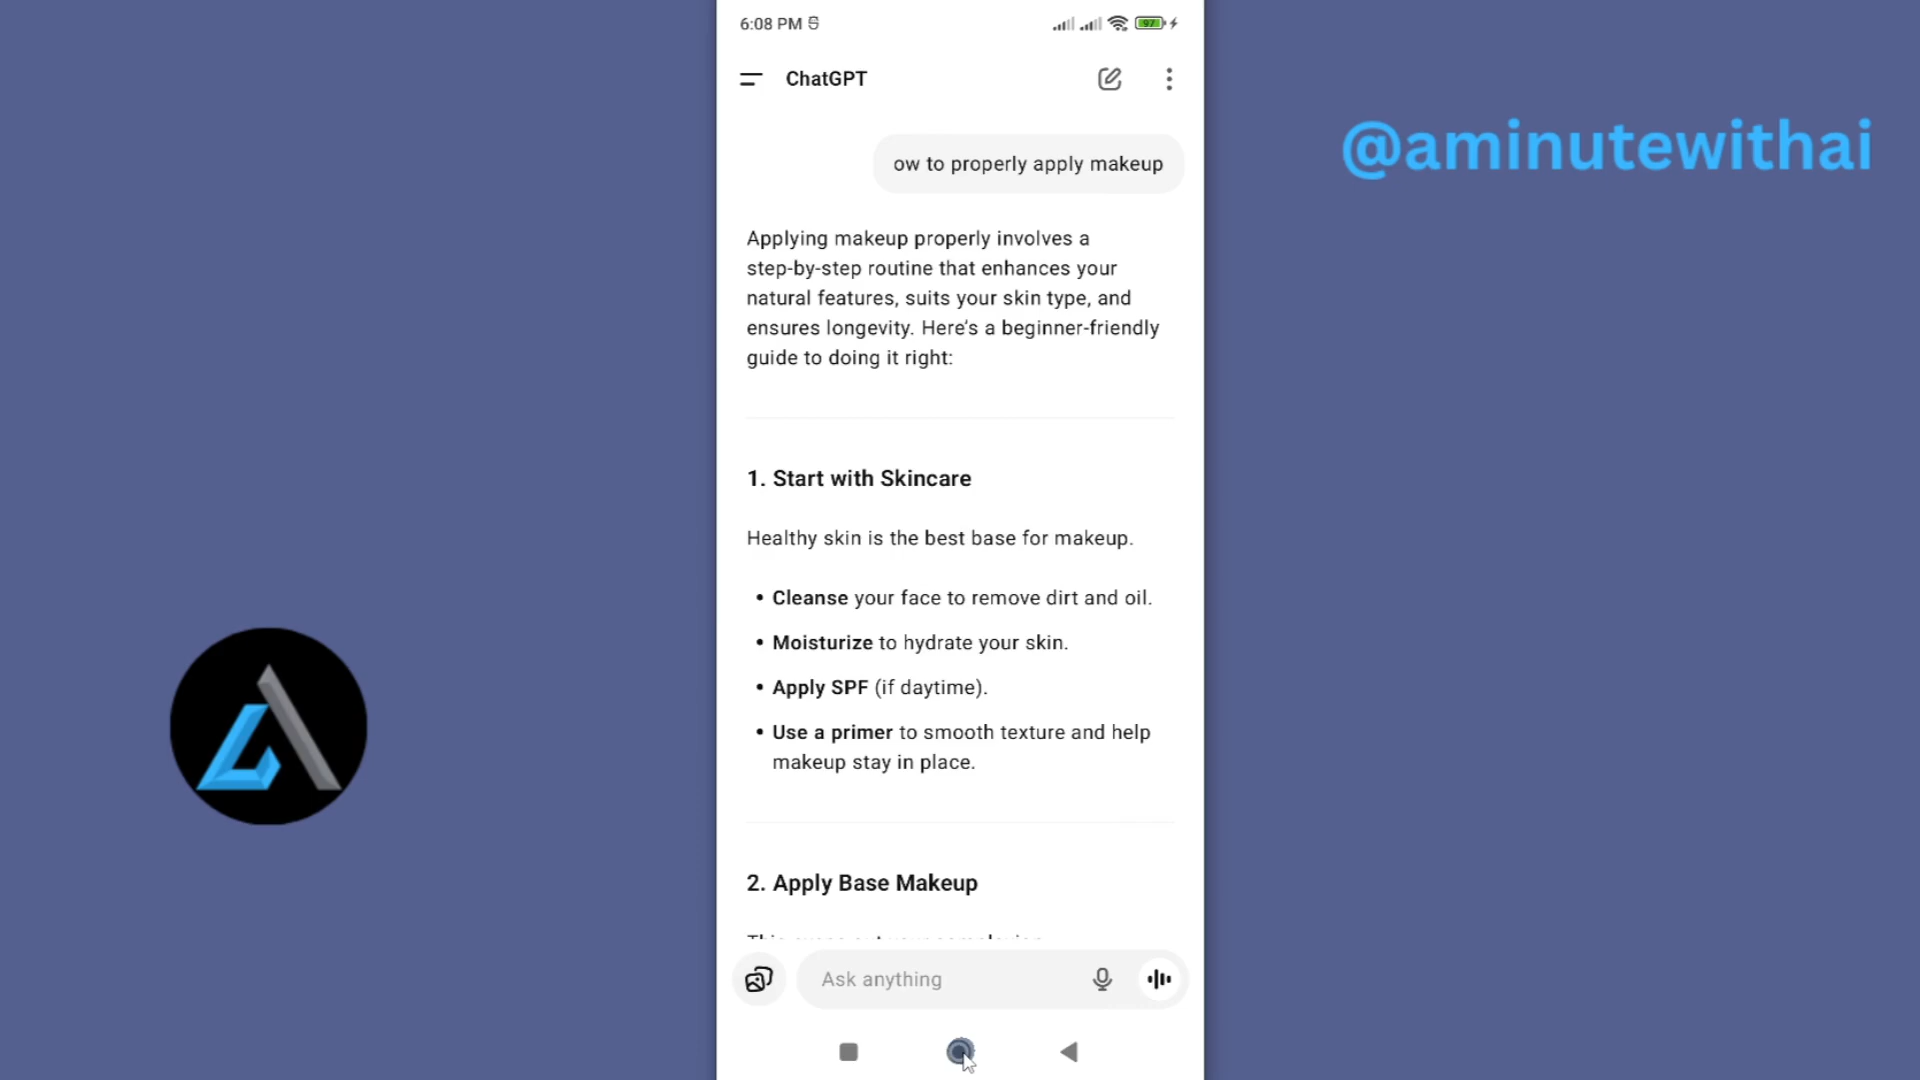 6:08 PM
97
ChatGPT
@aminutewithai
ow to properly apply makeup
Applying makeup properly involves a
step-by-step routine that enhances your
natural features, suits your skin type, and
ensures longevity. Here's a beginner-friendly
guide to doing it right:
1. Start with Skincare
Healthy skin is the best base for makeup.
• Cleanse your face to remove dirt and oil.
• Moisturize to hydrate your skin.
• Apply SPF (if daytime).
• Use a primer to smooth texture and help
makeup stay in place.
2. Apply Base Makeup
Ask anything